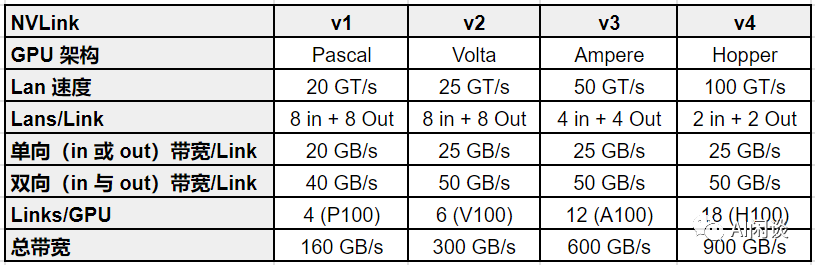 NVLink v1 v2 v3 v4
GPU 架构 Pascal Volta Ampere Hopper
Lan 速度 20 GT/s 25 GT/s 50 GT/s 100 GT/s
Lans/Link 8 in + 8 Out 8 in + 8 Out 4 in + 4 Out 2 in + 2 Out
单向（in 或 out）带宽/Link 20 GB/s 25 GB/s 25 GB/s 25 GB/s
双向（in 与 out）带宽/Link 40 GB/s 50 GB/s 50 GB/s 50 GB/s
Links/GPU 4 (P100) 6 (V100) 12 (A100) 18 (H100)
总带宽 160 GB/s 300 GB/s 600 GB/s 900 GB/s
AI闲谈